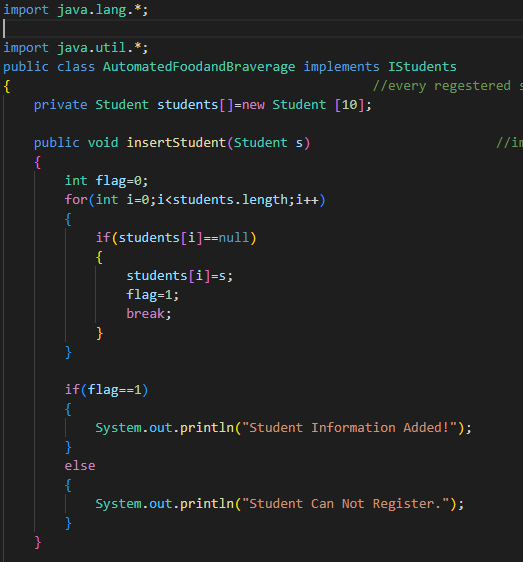 import java.lang.*;
import java.util.*;
public class AutomatedFoodandBraverage implements IStudents
{ //every regestered s
private Student students[]=new Student [10];
public void insertStudent(Student s) //im
{
int flag=0;
for(int i=0;i<students.length;i++)
{
if(students[i]==null)
{
students[i]=s;
flag=1;
break;
}
}
if(flag==1)
{
System.out.println("Student Information Added!");
}
else
{
System.out.println("Student Can Not Register.");
}
}